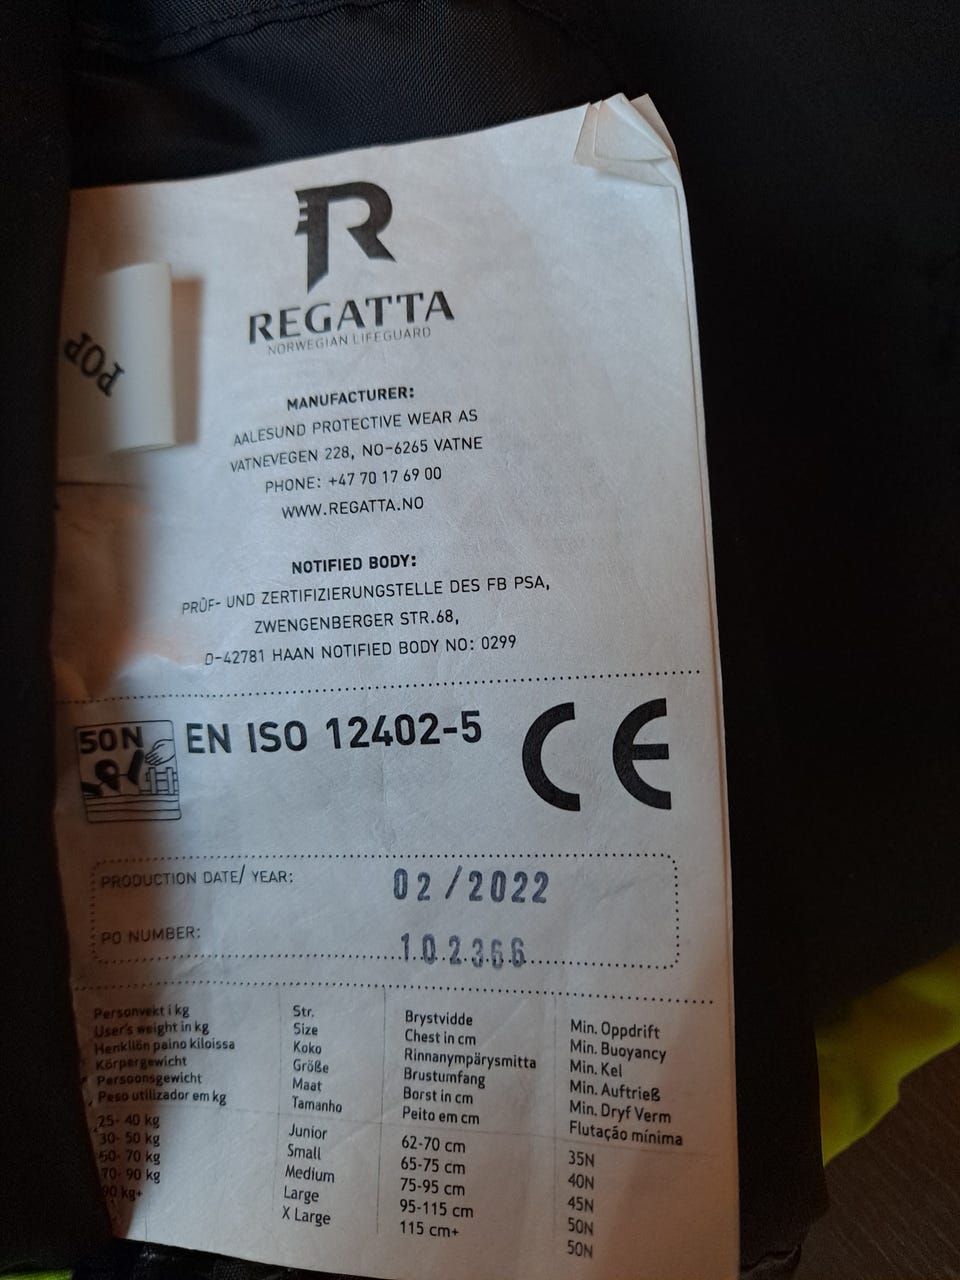 R
REGATTA
NORWEGIAN LIFEGUARD
POP
MANUFACTURER:
AALESUND PROTECTIVE WEAR AS
VATNEVEGEN 228, NO-6265 VATNE
PHONE: +47 70 17 69 00
WWW.REGATTA.NO
NOTIFIED BODY:
PRÛF- UND ZERTIFIZIERUNGSTELLE DES FB PSA,
ZWENGENBERGER STR.68,
D-42781 HAAN NOTIFIED BODY NO: 0299
50N EN ISO 12402-5 CE
PRODUCTION DATE/ YEAR: 02/2022
PO NUMBER: 102366
Personvekt i kg Str. Brystvidde Min. Oppdrift
User's weight in kg Size Chest in cm Min. Buoyancy
Henkilön paino kiloissa Koko Rinnanympärysmitta Min. Kel
Körpergewicht Größe Brustumfang Min. Auftrieß
Persoonsgewicht Maat Borst in cm Min. Dryf Verm
Peso utilizador em kg Tamanho Peito em cm Flutação mínima
25- 40 kg Junior 62-70 cm 35N
30- 50 kg Small 65-75 cm 40N
50- 70 kg Medium 75-95 cm 45N
70- 90 kg Large 95-115 cm 50N
90 kg+ X Large 115 cm+ 50N